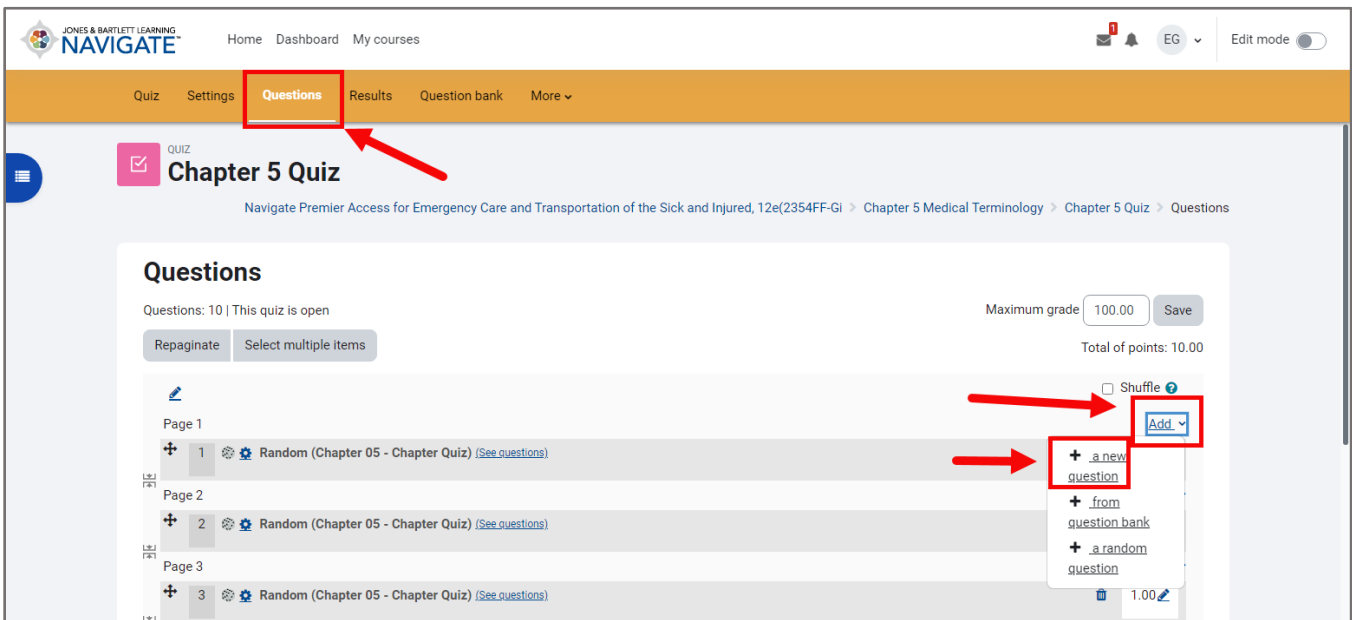 JONES & BARTLETT LEARNING
NAVIGATE™
Home Dashboard My courses
1
EG
Edit mode
Quiz Settings Questions Results Question bank More
QUIZ
Chapter 5 Quiz
Navigate Premier Access for Emergency Care and Transportation of the Sick and Injured, 12e(2354FF-Gi > Chapter 5 Medical Terminology > Chapter 5 Quiz > Questions
Questions
Questions: 10 | This quiz is open
Maximum grade 100.00 Save
Repaginate Select multiple items
Total of points: 10.00
Shuffle
Page 1
Add
1 Random (Chapter 05 - Chapter Quiz) (See questions)
+ a new
question
Page 2
+ from
question bank
2 Random (Chapter 05 - Chapter Quiz) (See questions)
+ a random
question
Page 3
3 Random (Chapter 05 - Chapter Quiz) (See questions) 1.00